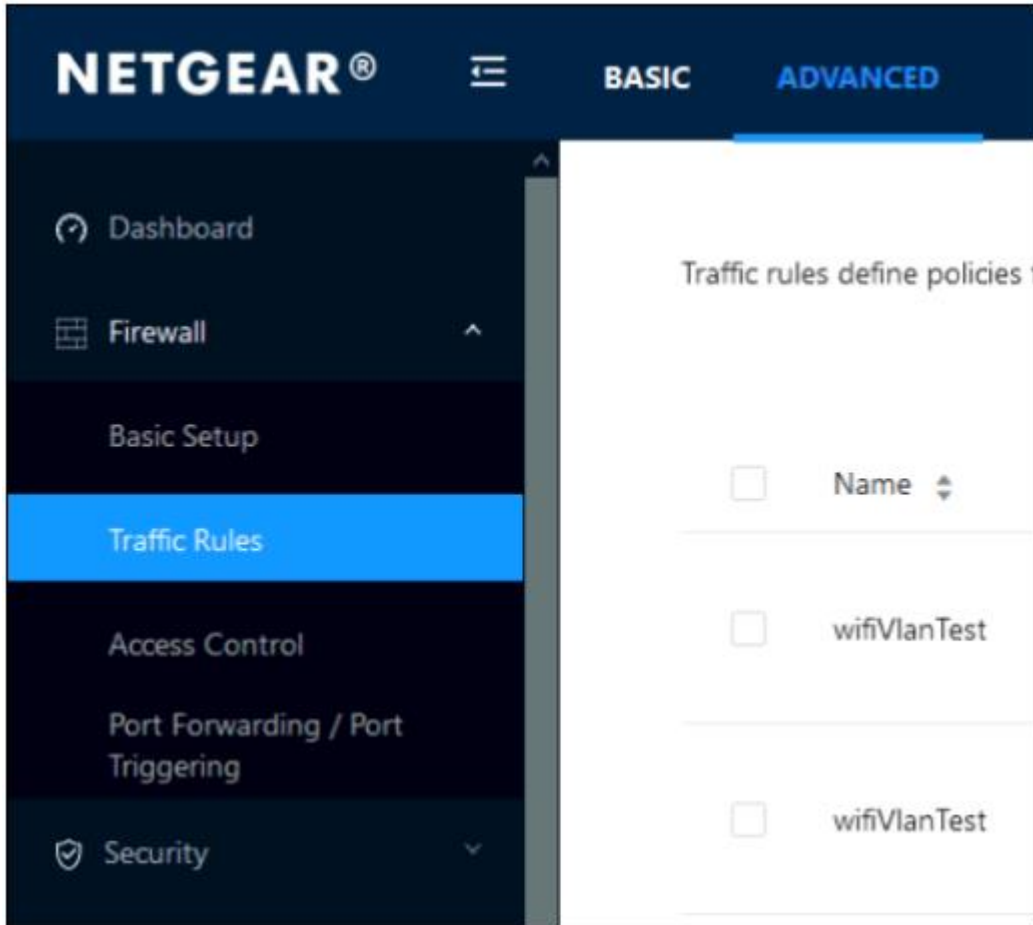 NETGEAR®
BASIC
ADVANCED
Dashboard
Firewall
Basic Setup
Traffic Rules
Access Control
Port Forwarding / Port
Triggering
Security
Traffic rules define policies
Name
wifiVlanTest
wifiVlanTest